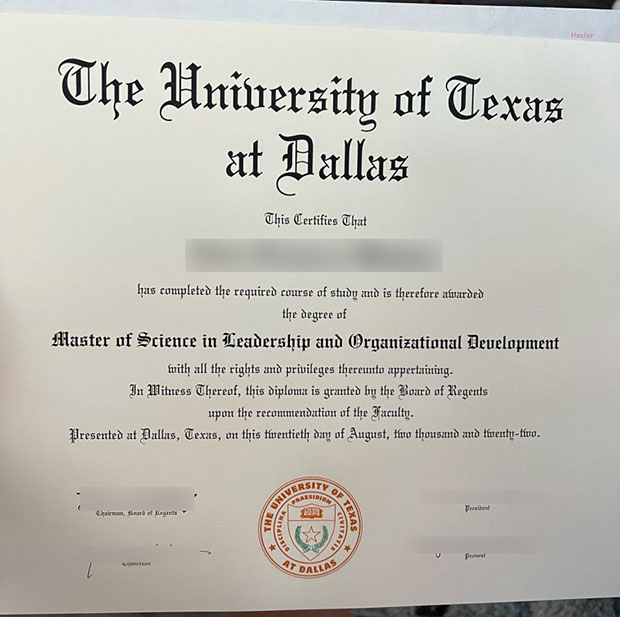 Master
The University of Texas
at Dallas
This Certifies That
has completed the required course of study and is therefore awarded
the degree of
Master of Science in Leadership and Organizational Development
with all the rights and privileges thereunto appertaining.
In Witness Thereof, this diploma is granted by the Board of Regents
upon the recommendation of the Faculty.
Presented at Dallas, Texas, on this twentieth day of August, two thousand and twenty-two.
Chairman, Board of Regents
President
Provost
THE UNIVERSITY OF TEXAS
PRAESIDIUM
DISCIPLINA
CIVITATIS
AT DALLAS